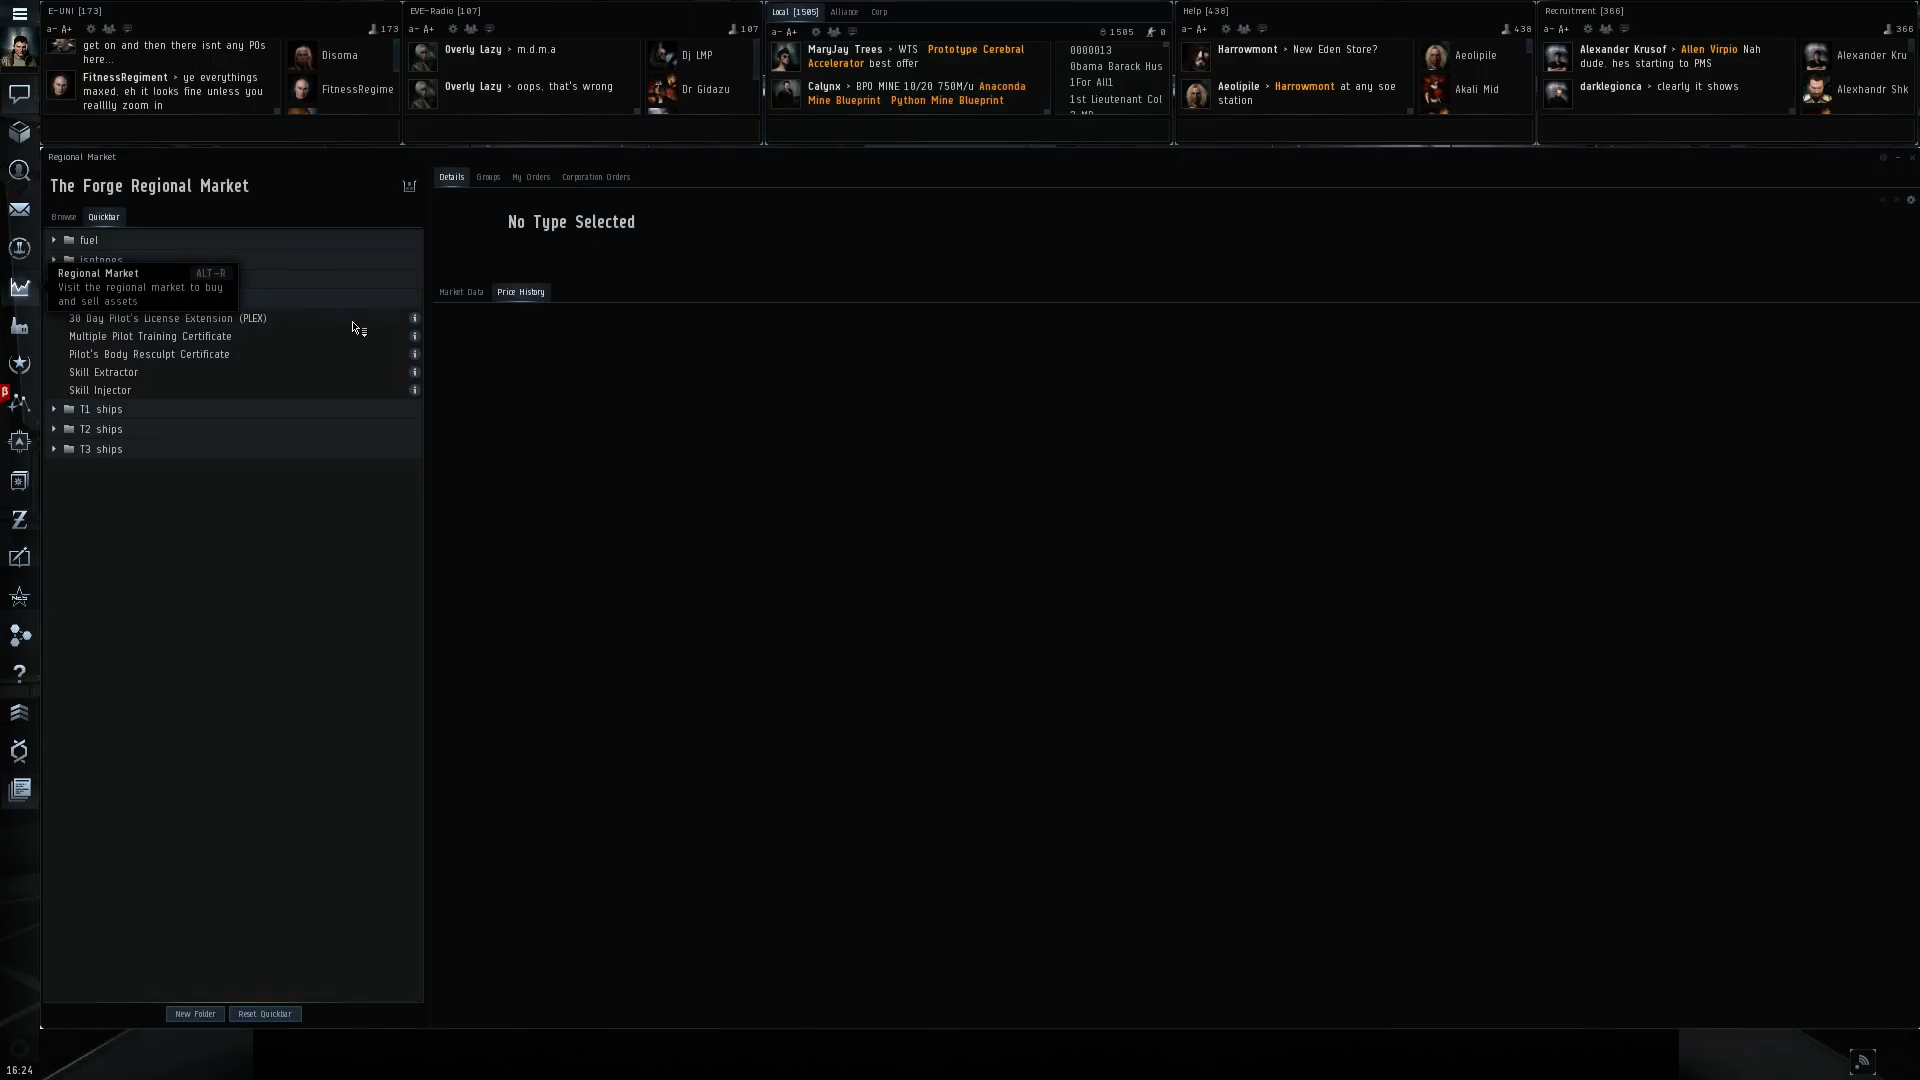 E-UNI [173]
a- A+
173
get on and then there isnt any POs
here...
FitnessRegiment > ye everythings
maxed, eh it looks fine unless you
reallly zoom in
Disoma
FitnessRegime
EVE-Radio [107]
a- A+
107
Overly Lazy > m.d.m.a
Overly Lazy > oops, that's wrong
Dj LMP
Dr Gidazu
Local [1505] Alliance Corp
a- A+
1505 0
MaryJay Trees > WTS Prototype Cerebral
Accelerator best offer
Calynx > BPO MINE 10/20 750M/u Anaconda
Mine Blueprint Python Mine Blueprint
0000013
0bama Barack Hus
1For All1
1st Lieutenant Col
Help [438]
a- A+
438
Harrowmont > New Eden Store?
Aeolipile > Harrowmont at any soe
station
Aeolipile
Akali Mid
Recruitment [366]
a- A+
366
Alexander Krusof > Allen Virpio Nah
dude, hes starting to PMS
darklegionca > clearly it shows
Alexander Kru
Alexhandr Shk
Regional Market
The Forge Regional Market
Browse Quickbar
fuel
isotopes
Regional Market ALT-R
Visit the regional market to buy
and sell assets
30 Day Pilot's License Extension (PLEX)
Multiple Pilot Training Certificate
Pilot's Body Resculpt Certificate
Skill Extractor
Skill Injector
T1 ships
T2 ships
T3 ships
New Folder Reset Quickbar
Details Groups My Orders Corporation Orders
No Type Selected
Market Data Price History
β
?
16:24